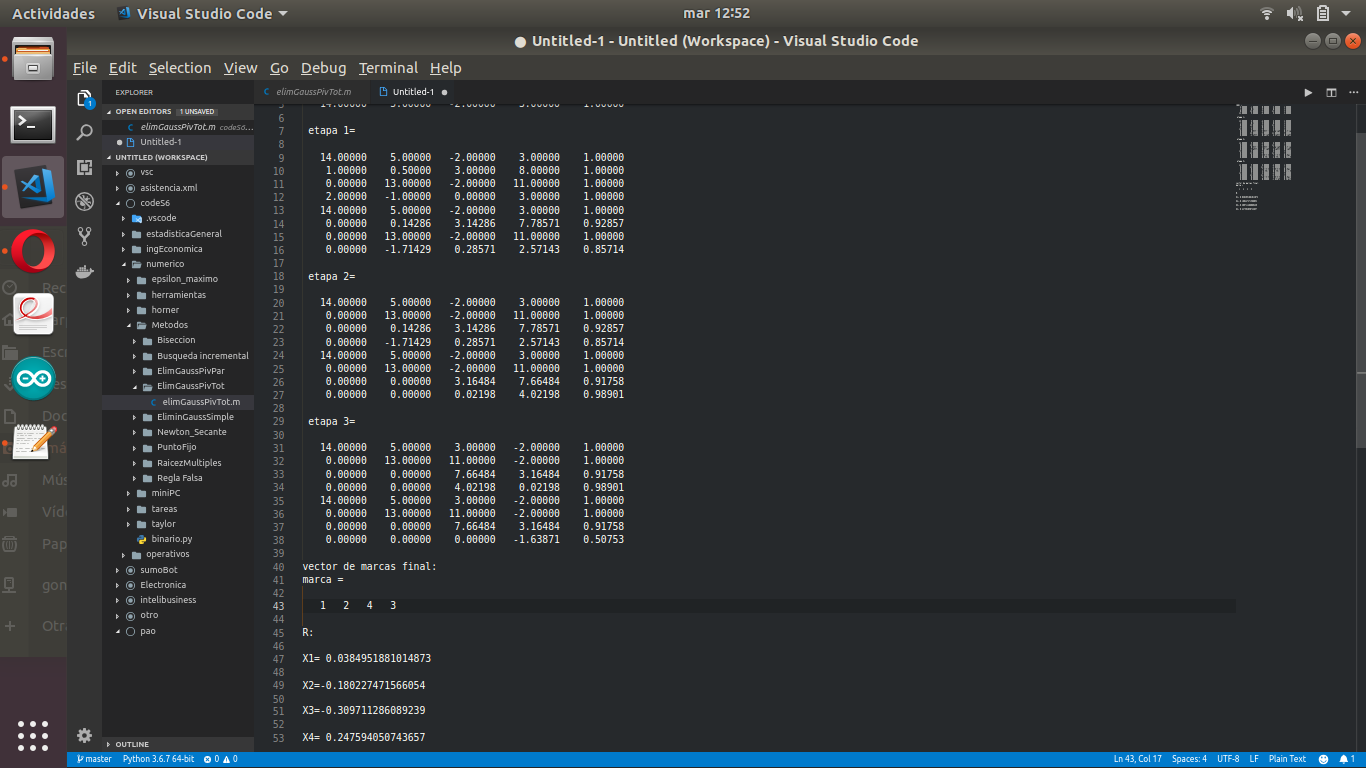 Actividades Visual Studio Code mar 12:52
● Untitled-1 - Untitled (Workspace) - Visual Studio Code
File Edit Selection View Go Debug Terminal Help
EXPLORER
OPEN EDITORS 1 UNSAVED
elimGaussPivTot.m codeS6...
Untitled-1
UNTITLED (WORKSPACE)
vsc
asistencia.xml
codeS6
.vscode
estadisticaGeneral
ingEconomica
numerico
epsilon_maximo
herramientas
horner
Metodos
Biseccion
Busqueda incremental
ElimGaussPivPar
ElimGaussPivTot
elimGaussPivTot.m
EliminGaussSimple
Newton_Secante
PuntoFijo
RaicezMultiples
Regla Falsa
miniPC
tareas
taylor
binario.py
operativos
sumoBot
Electronica
intelibusiness
otro
pao
OUTLINE
elimGaussPivTot.m Untitled-1
5 14.00000 5.00000 -2.00000 3.00000 1.00000
6
7 etapa 1=
8
9 14.00000 5.00000 -2.00000 3.00000 1.00000
10 1.00000 0.50000 3.00000 8.00000 1.00000
11 0.00000 13.00000 -2.00000 11.00000 1.00000
12 2.00000 -1.00000 0.00000 3.00000 1.00000
13 14.00000 5.00000 -2.00000 3.00000 1.00000
14 0.00000 0.14286 3.14286 7.78571 0.92857
15 0.00000 13.00000 -2.00000 11.00000 1.00000
16 0.00000 -1.71429 0.28571 2.57143 0.85714
17
18 etapa 2=
19
20 14.00000 5.00000 -2.00000 3.00000 1.00000
21 0.00000 13.00000 -2.00000 11.00000 1.00000
22 0.00000 0.14286 3.14286 7.78571 0.92857
23 0.00000 -1.71429 0.28571 2.57143 0.85714
24 14.00000 5.00000 -2.00000 3.00000 1.00000
25 0.00000 13.00000 -2.00000 11.00000 1.00000
26 0.00000 0.00000 3.16484 7.66484 0.91758
27 0.00000 0.00000 0.02198 4.02198 0.98901
28
29 etapa 3=
30
31 14.00000 5.00000 3.00000 -2.00000 1.00000
32 0.00000 13.00000 11.00000 -2.00000 1.00000
33 0.00000 0.00000 7.66484 3.16484 0.91758
34 0.00000 0.00000 4.02198 0.02198 0.98901
35 14.00000 5.00000 3.00000 -2.00000 1.00000
36 0.00000 13.00000 11.00000 -2.00000 1.00000
37 0.00000 0.00000 7.66484 3.16484 0.91758
38 0.00000 0.00000 0.00000 -1.63871 0.50753
39
40 vector de marcas final:
41 marca =
42
43 1 2 4 3
44
45 R:
46
47 X1= 0.0384951881014873
48
49 X2=-0.180227471566054
50
51 X3=-0.309711286089239
52
53 X4= 0.247594050743657
master Python 3.6.7 64-bit 0 0 Ln 43, Col 17 Spaces: 4 UTF-8 LF Plain Text 1